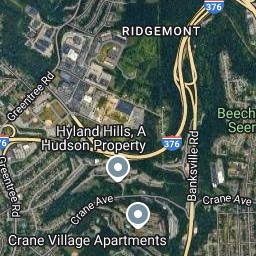 376
RIDGEMONT
Greentree Rd
Beech
Seer
Hyland Hills, A
Hudson Property
376
376
Banksville Rd
Greentree Rd
Crane Ave
Crane Ave
Crane Village Apartments